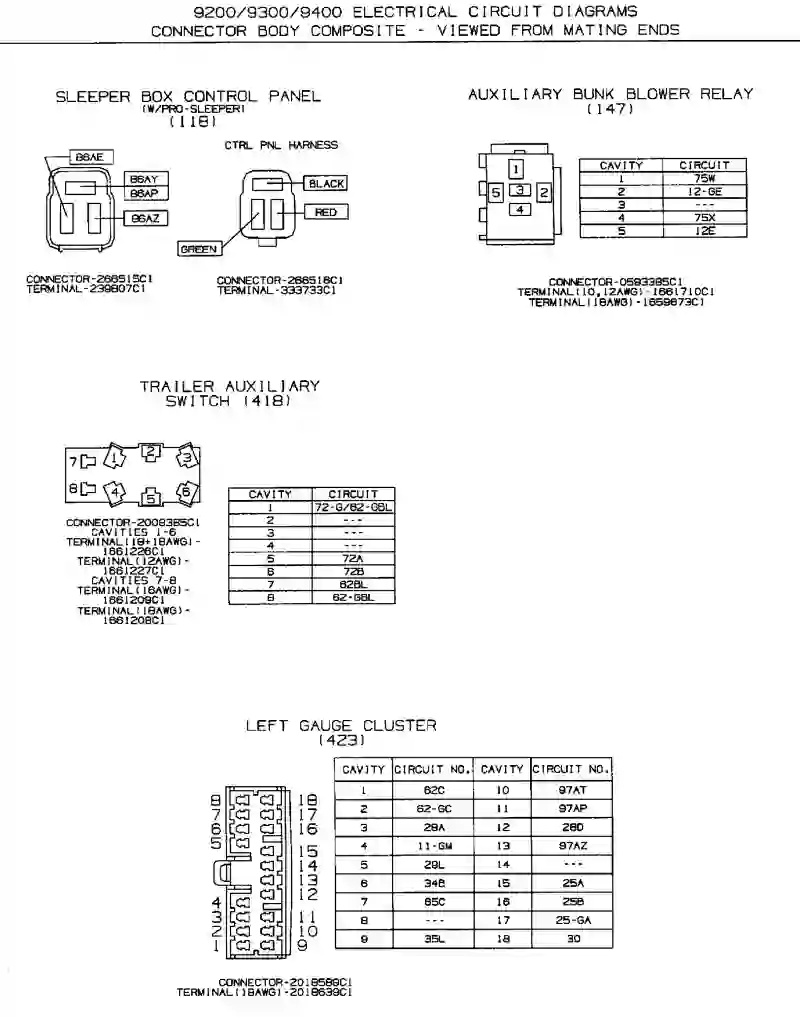 9200/9300/9400 ELECTRICAL CIRCUIT DIAGRAMS
CONNECTOR BODY COMPOSITE - VIEWED FROM MATING ENDS
SLEEPER BOX CONTROL PANEL
(W/PRO-SLEEPER)
(118)
86AE
86AY
86AP
86AZ
CONNECTOR-266515C1
TERMINAL-239807C1
CTRL PNL HARNESS
BLACK
RED
GREEN
CONNECTOR-266516C1
TERMINAL-333733C1
AUXILIARY BUNK BLOWER RELAY
(147)
1
5 3 2
4
CAVITY CIRCUIT
1 75W
2 12-GE
3 ---
4 75X
5 12E
CONNECTOR-0593385C1
TERMINAL(10,12AWG)-1661710C1
TERMINAL(18AWG)-1659873C1
TRAILER AUXILIARY
SWITCH (418)
7 1 2 3
8 4 5 6
CONNECTOR-2008385C1
CAVITIES 1-6
TERMINAL(16+18AWG)-
1661226C1
TERMINAL(12AWG)-
1661227C1
CAVITIES 7-8
TERMINAL(16AWG)-
1661209C1
TERMINAL(18AWG)-
1661208C1
CAVITY CIRCUIT
1 72-G/62-GBL
2 ---
3 ---
4 ---
5 72A
6 72B
7 62BL
8 62-GBL
LEFT GAUGE CLUSTER
(423)
8 18
7 17
6 16
5
15
14
13
12
4
3 11
2 10
1 9
CAVITY CIRCUIT NO. CAVITY CIRCUIT NO.
1 62C 10 97AT
2 62-GC 11 97AP
3 28A 12 28D
4 11-GM 13 97AZ
5 29L 14 ---
6 34B 15 25A
7 85C 16 25B
8 --- 17 25-GA
9 35L 18 30
CONNECTOR-2018589C1
TERMINAL(18AWG)-2018639C1